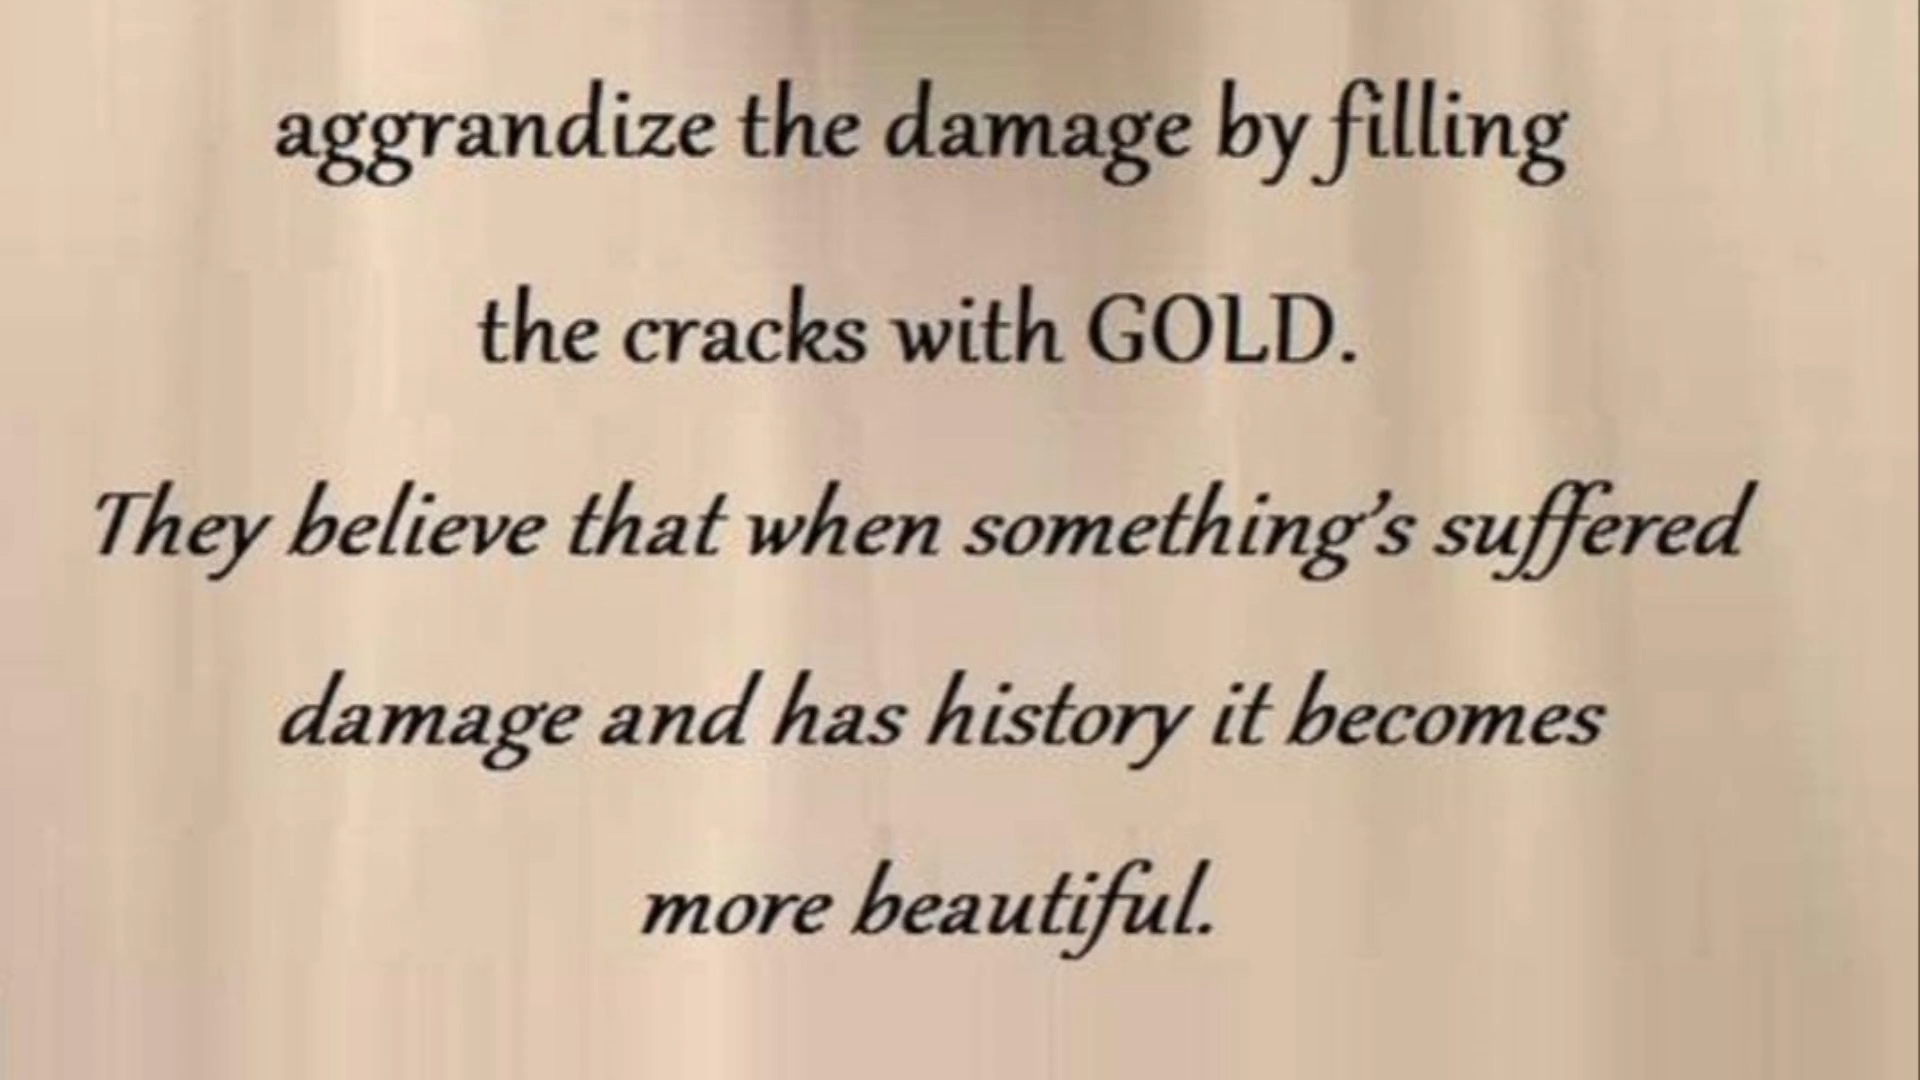 aggrandize the damage by filling
the cracks with GOLD.
They believe that when something’s suffered
damage and has history it becomes
more beautiful.